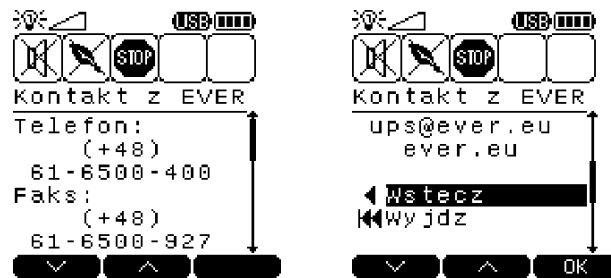 USB
STOP
Kontakt z EVER
Telefon:
(+48)
61-6500-400
Faks:
(+48)
61-6500-927
USB
STOP
Kontakt z EVER
ups@ever.eu
ever.eu
Wstecz
Wyjdz
OK